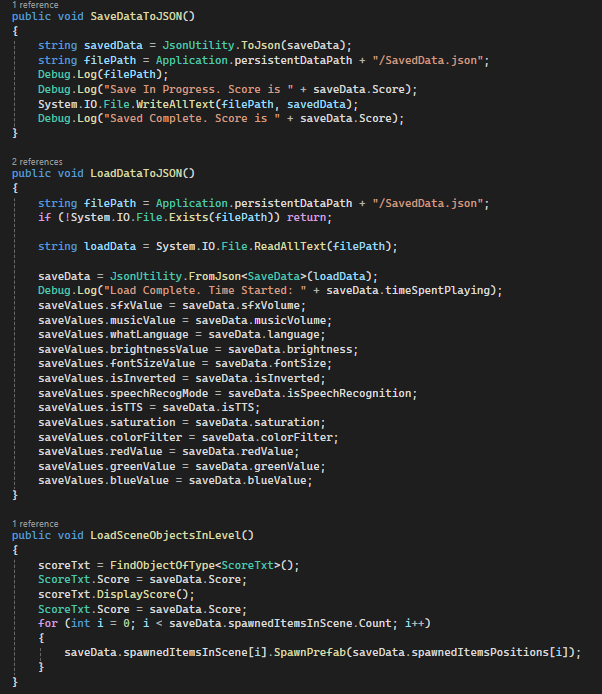 1 reference
public void SaveDataToJSON()
{
string savedData = JsonUtility.ToJson(saveData);
string filePath = Application.persistentDataPath + "/SavedData.json";
Debug.Log(filePath);
Debug.Log("Save In Progress. Score is " + saveData.Score);
System.IO.File.WriteAllText(filePath, savedData);
Debug.Log("Saved Complete. Score is " + saveData.Score);
}
2 references
public void LoadDataToJSON()
{
string filePath = Application.persistentDataPath + "/SavedData.json";
if (!System.IO.File.Exists(filePath)) return;
string loadData = System.IO.File.ReadAllText(filePath);
saveData = JsonUtility.FromJson<SaveData>(loadData);
Debug.Log("Load Complete. Time Started: " + saveData.timeSpentPlaying);
saveValues.sfxValue = saveData.sfxVolume;
saveValues.musicValue = saveData.musicVolume;
saveValues.whatLanguage = saveData.language;
saveValues.brightnessValue = saveData.brightness;
saveValues.fontSizeValue = saveData.fontSize;
saveValues.isInverted = saveData.isInverted;
saveValues.speechRecogMode = saveData.isSpeechRecognition;
saveValues.isTTS = saveData.isTTS;
saveValues.saturation = saveData.saturation;
saveValues.colorFilter = saveData.colorFilter;
saveValues.redValue = saveData.redValue;
saveValues.greenValue = saveData.greenValue;
saveValues.blueValue = saveData.blueValue;
}
1 reference
public void LoadSceneObjectsInLevel()
{
scoreTxt = FindObjectOfType<ScoreTxt>();
ScoreTxt.Score = saveData.Score;
scoreTxt.DisplayScore();
ScoreTxt.Score = saveData.Score;
for (int i = 0; i < saveData.spawnedItemsInScene.Count; i++)
{
saveData.spawnedItemsInScene[i].SpawnPrefab(saveData.spawnedItemsPositions[i]);
}
}